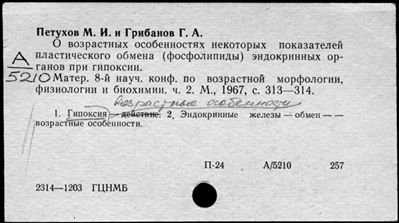 Петухов М. И. и Грибанов Г. А.
О возрастных особенностях некоторых показателей
пластического обмена (фосфолипиды) эндокринных ор-
ганов при гипоксии.
А/5210
Матер. 8-й науч. конф. по возрастной морфологии,
физиологии и биохимии. ч. 2. М., 1967, с. 313—314.
возрастные особенности
1. Гипоксия — действие. 2, Эндокринные железы — обмен — —
возрастные особенности.
П-24 А/5210 257
2314—1203 ГЦНМБ